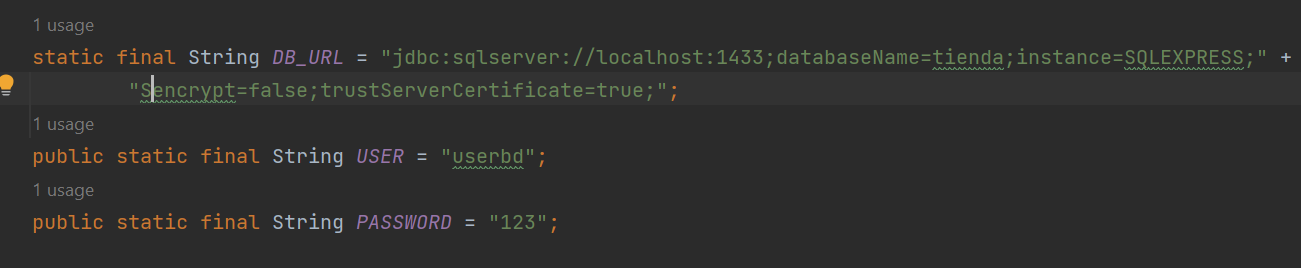 1 usage
static final String DB_URL = "jdbc:sqlserver://localhost:1433;databaseName=tienda;instance=SQLEXPRESS;" +
"Sencrypt=false;trustServerCertificate=true;";
1 usage
public static final String USER = "userbd";
1 usage
public static final String PASSWORD = "123";